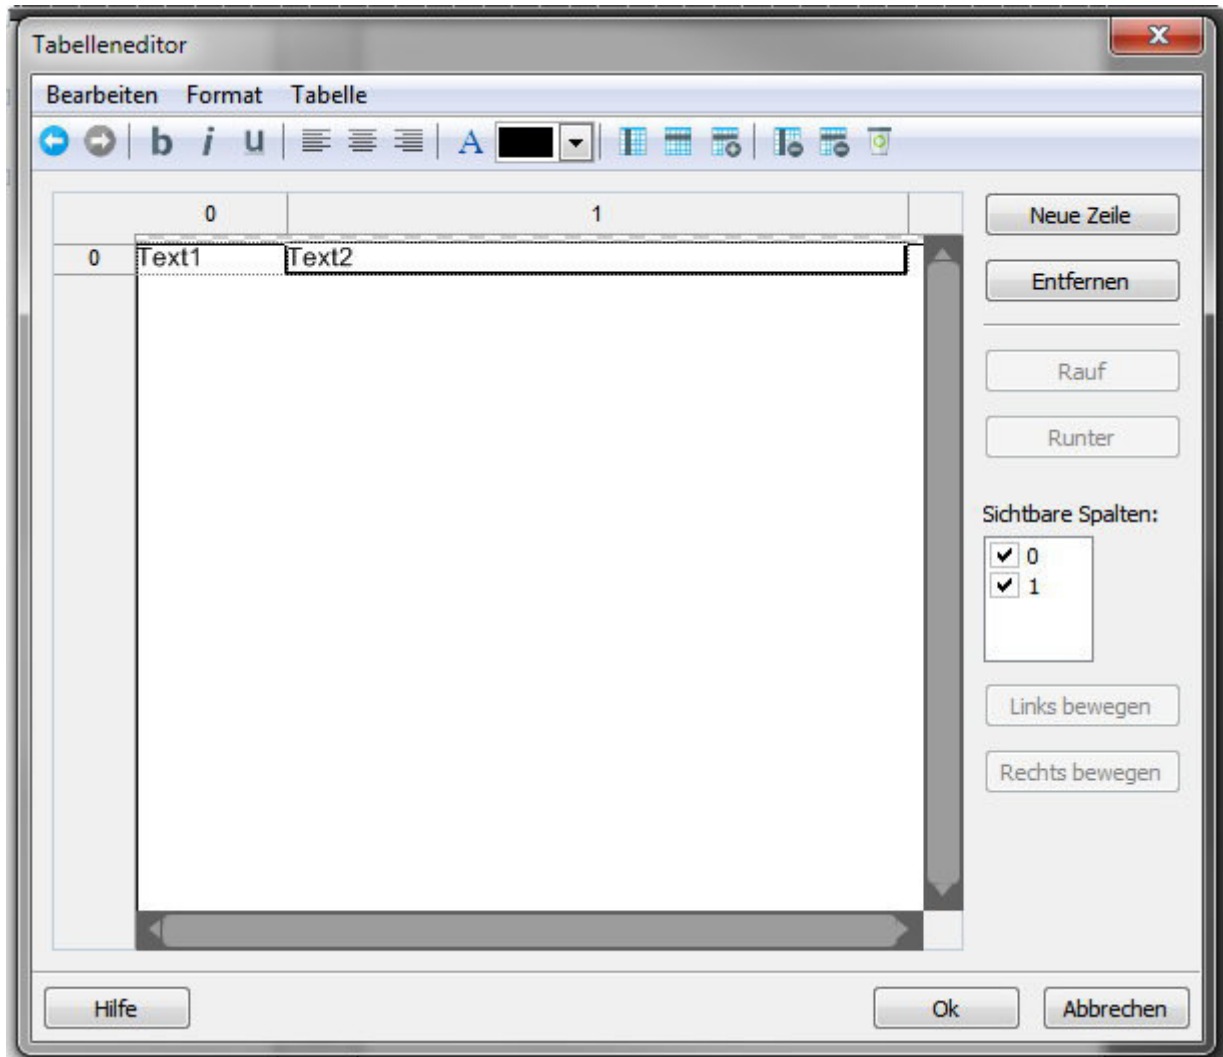 Tabelleneditor
Bearbeiten Format Tabelle
b i u A
0 1
0 Text1 Text2
Neue Zeile
Entfernen
Rauf
Runter
Sichtbare Spalten:
0
1
Links bewegen
Rechts bewegen
Hilfe Ok Abbrechen